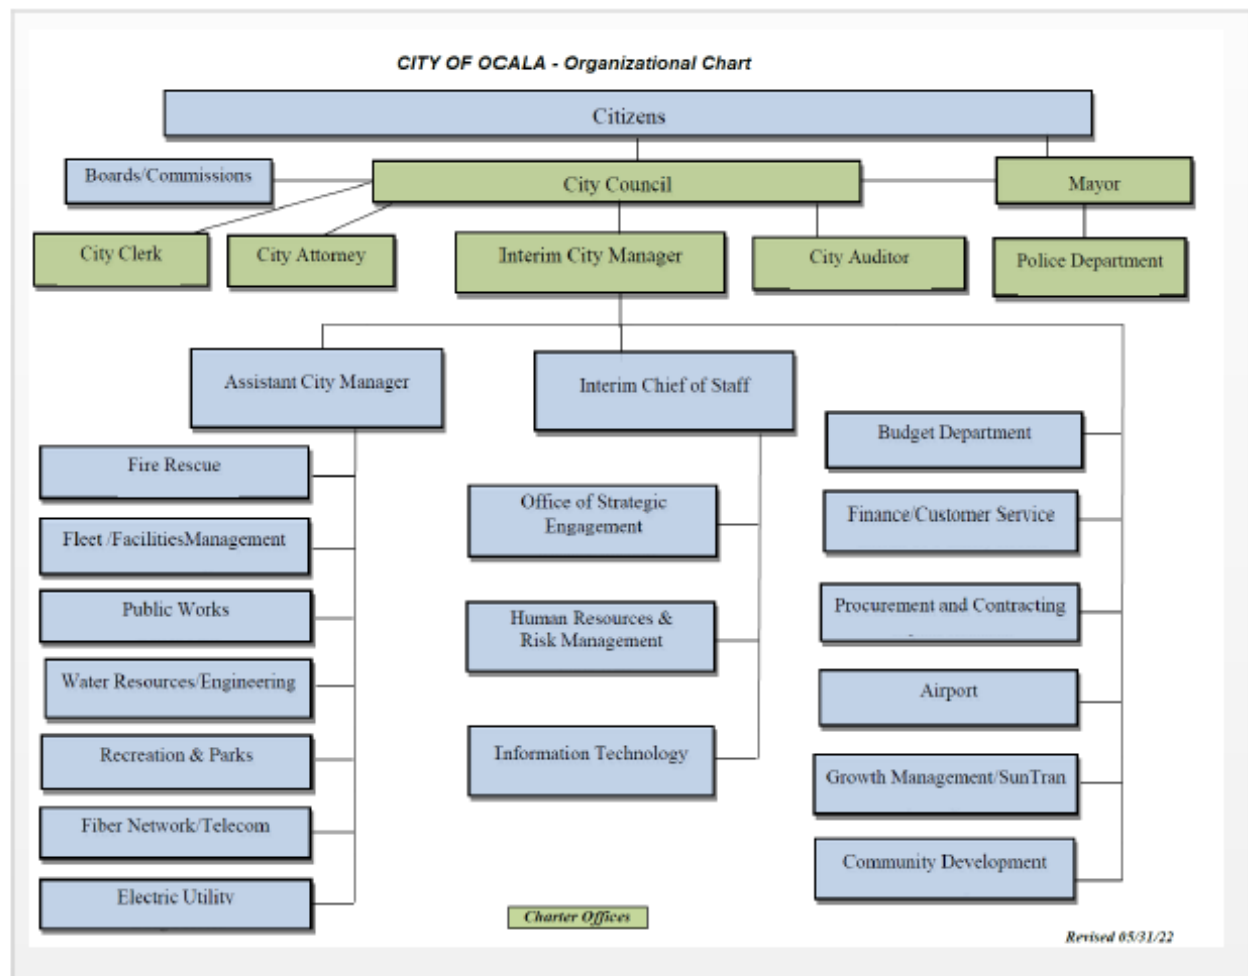 CITY OF OCALA - Organizational Chart
Citizens
Boards/Commissions
City Council
Mayor
City Clerk
City Attorney
Interim City Manager
City Auditor
Police Department
Assistant City Manager
Interim Chief of Staff
Fire Rescue
Fleet /FacilitiesManagement
Public Works
Water Resources/Engineering
Recreation & Parks
Fiber Network/Telecom
Electric Utility
Office of Strategic
Engagement
Human Resources &
Risk Management
Information Technology
Budget Department
Finance/Customer Service
Procurement and Contracting
Airport
Growth Management/SunTran
Community Development
Charter Offices
Revised 05/31/22